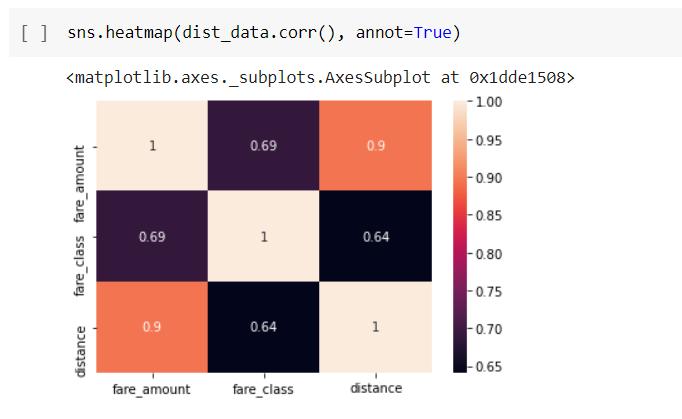 [ ] sns.heatmap(dist_data.corr(), annot=True)
<matplotlib.axes._subplots.AxesSubplot at 0x1dde1508>
1.00
fare_amount 1 0.69 0.9
0.95
0.90
0.85
fare_class 0.69 1 0.64
0.80
0.75
distance 0.9 0.64 1
0.70
0.65
fare_amount fare_class distance